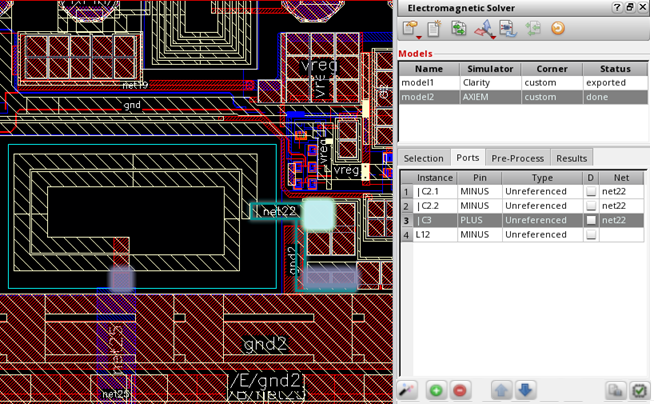 Electromagnetic Solver
Models
Name Simulator Corner Status
model1 Clarity custom exported
model2 AXIEM custom done
Selection Ports Pre-Process Results
Instance Pin Type D Net
1 |C2.1 MINUS Unreferenced net22
2 |C2.2 MINUS Unreferenced net22
3 |C3 PLUS Unreferenced net22
4 L12 MINUS Unreferenced
vreg
net19
gnd
vreg
vreg
net22
gnd2
net25
gnd2
/E/gnd2
net25